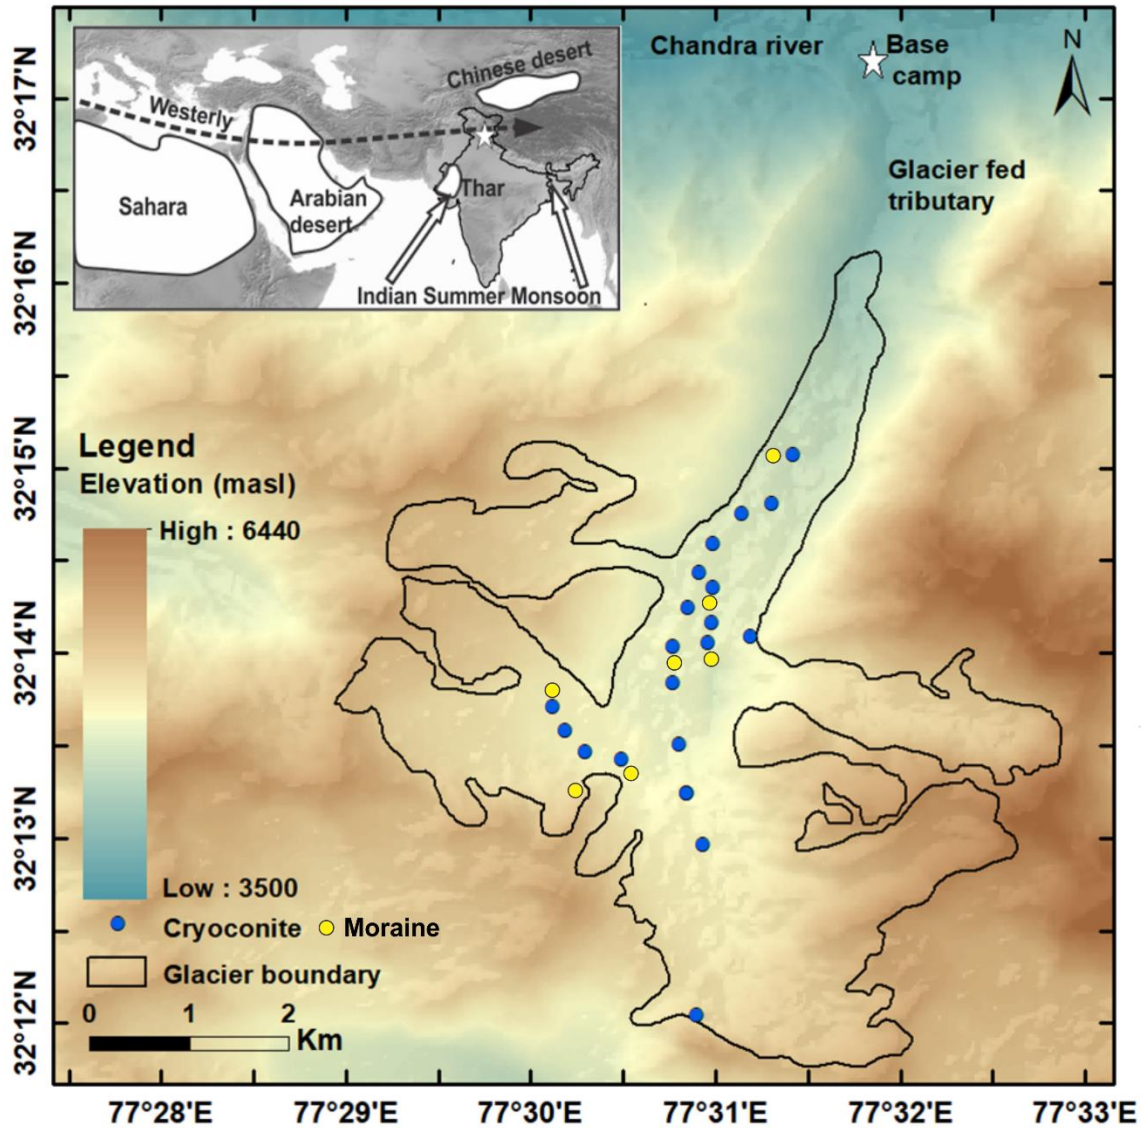 Chinese desert
Westerly
Sahara
Arabian
desert
Thar
Indian Summer Monsoon
Chandra river
Base
camp
N
Glacier fed
tributary
32°17'N
32°16'N
32°15'N
32°14'N
32°13'N
32°12'N
Legend
Elevation (masl)
High : 6440
Low : 3500
Cryoconite
Moraine
Glacier boundary
0 1 2
Km
77°28'E 77°29'E 77°30'E 77°31'E 77°32'E 77°33'E